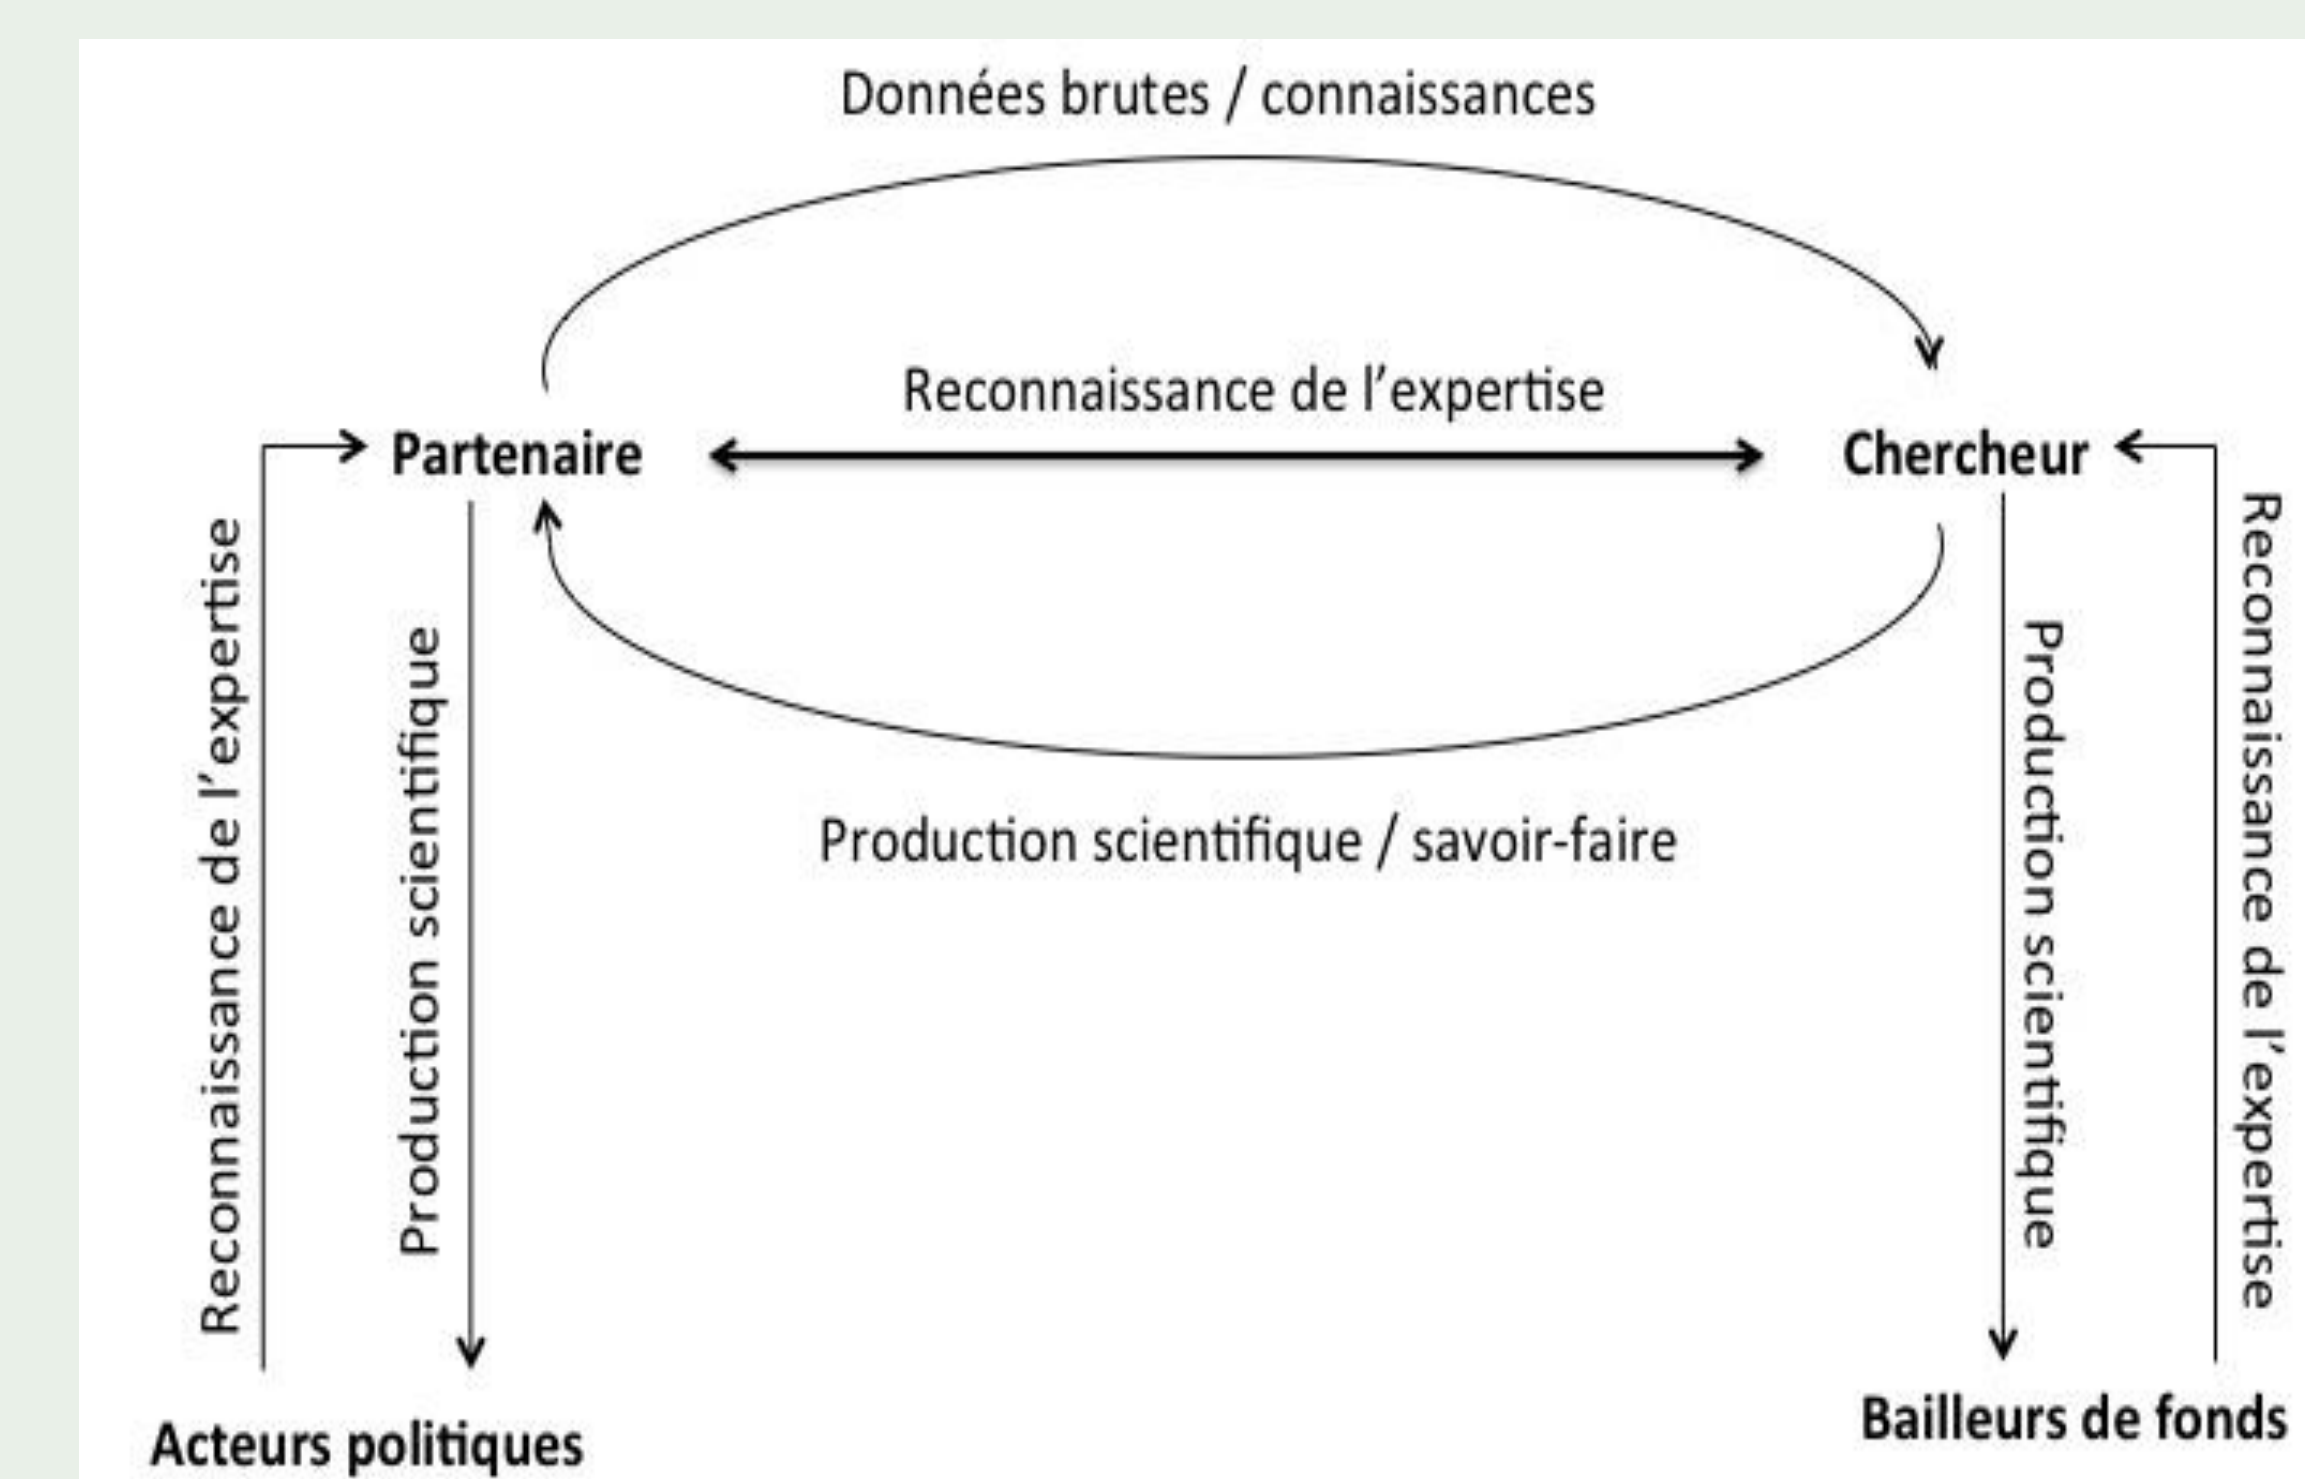 Données brutes / connaissances
Reconnaissance de l’expertise
Partenaire
Chercheur
Reconnaissance de l’expertise
Production scientifique
Production scientifique / savoir-faire
Production scientifique
Reconnaissance de l’expertise
Acteurs politiques
Bailleurs de fonds